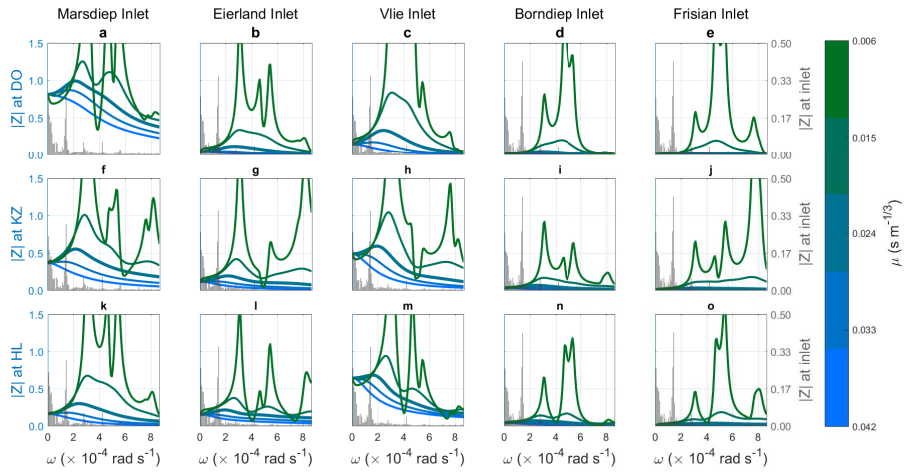 Marsdiep Inlet Eierland Inlet Vlie Inlet Borndiep Inlet Frisian Inlet
a b c d e
|Z| at DO 1.5 1.0 0.5 0.0 0.50 0.33 0.17 0.00 |Z| at inlet
f g h i j
|Z| at KZ 1.5 1.0 0.5 0.0 0.50 0.33 0.17 0.00 |Z| at inlet
k l m n o
|Z| at HL 1.5 1.0 0.5 0.0 0.50 0.33 0.17 0.00 |Z| at inlet
0 2 4 6 8 0 2 4 6 8 0 2 4 6 8 0 2 4 6 8 0 2 4 6 8
ω (× 10⁻⁴ rad s⁻¹) ω (× 10⁻⁴ rad s⁻¹) ω (× 10⁻⁴ rad s⁻¹) ω (× 10⁻⁴ rad s⁻¹) ω (× 10⁻⁴ rad s⁻¹)
0.006
0.015
0.024
0.033
0.042
μ (s m⁻¹/³)